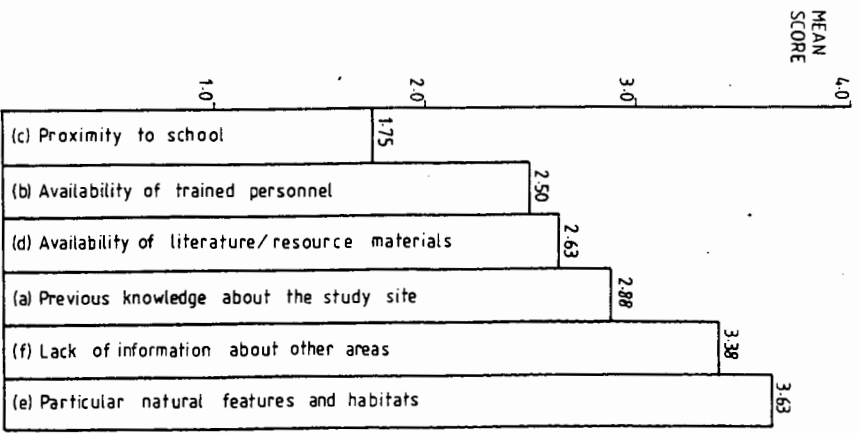 MEAN
SCORE
1.0
2.0
3.0
4.0
(c) Proximity to school
1.75
(b) Availability of trained personnel
2.50
(d) Availability of literature/resource materials
2.63
(a) Previous knowledge about the study site
2.88
(f) Lack of information about other areas
3.38
(e) Particular natural features and habitats
3.63